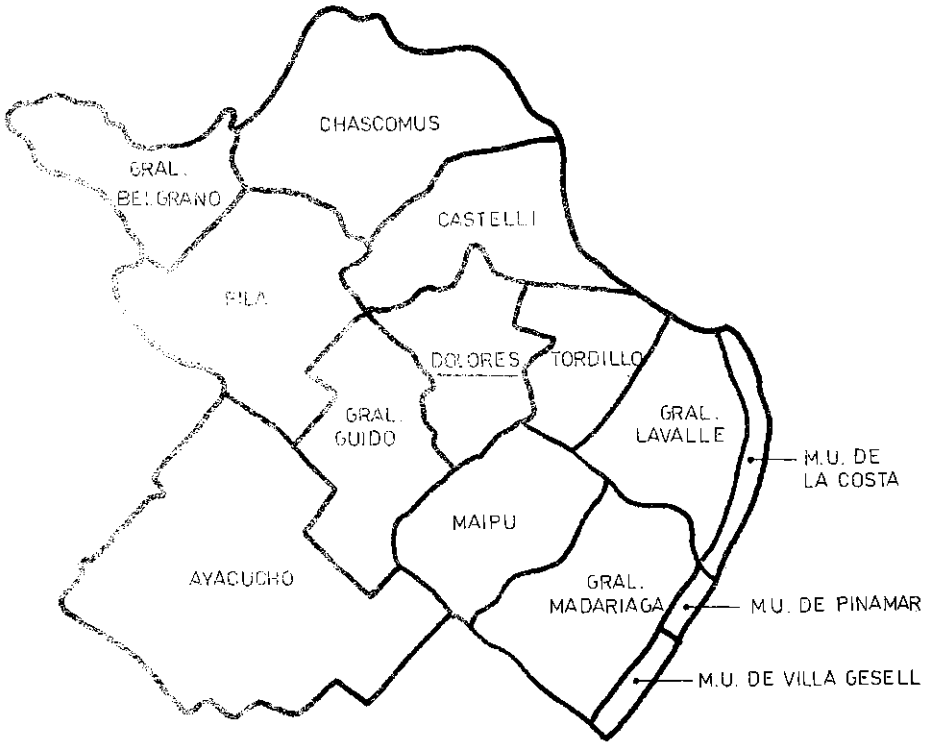 CHASCOMUS
GRAL.
BELGRANO
CASTELLI
PILA
DOLORES
TORDILLO
GRAL.
GUIDO
GRAL.
LAVALLE
M.U. DE
LA COSTA
MAIPU
AYACUCHO
GRAL.
MADARIAGA
M.U. DE PINAMAR
M.U. DE VILLA GESELL